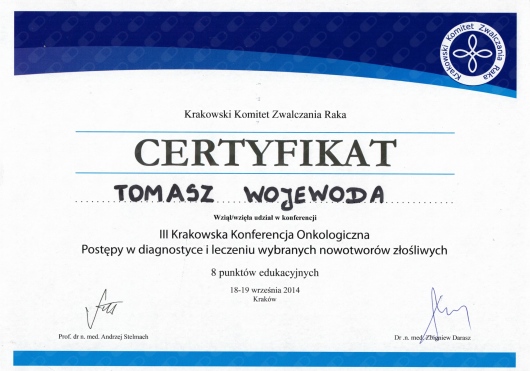 Krakowski Komitet Zwalczania Raka
Krakowski Komitet Zwalczania Raka
CERTYFIKAT
TOMASZ WOJEWODA
Wziął/wzięła udział w konferencji
III Krakowska Konferencja Onkologiczna
Postępy w diagnostyce i leczeniu wybranych nowotworów złośliwych
8 punktów edukacyjnych
18-19 września 2014
Kraków
Prof. dr n. med. Andrzej Stelmach
Dr .n. med. Zbigniew Darasz